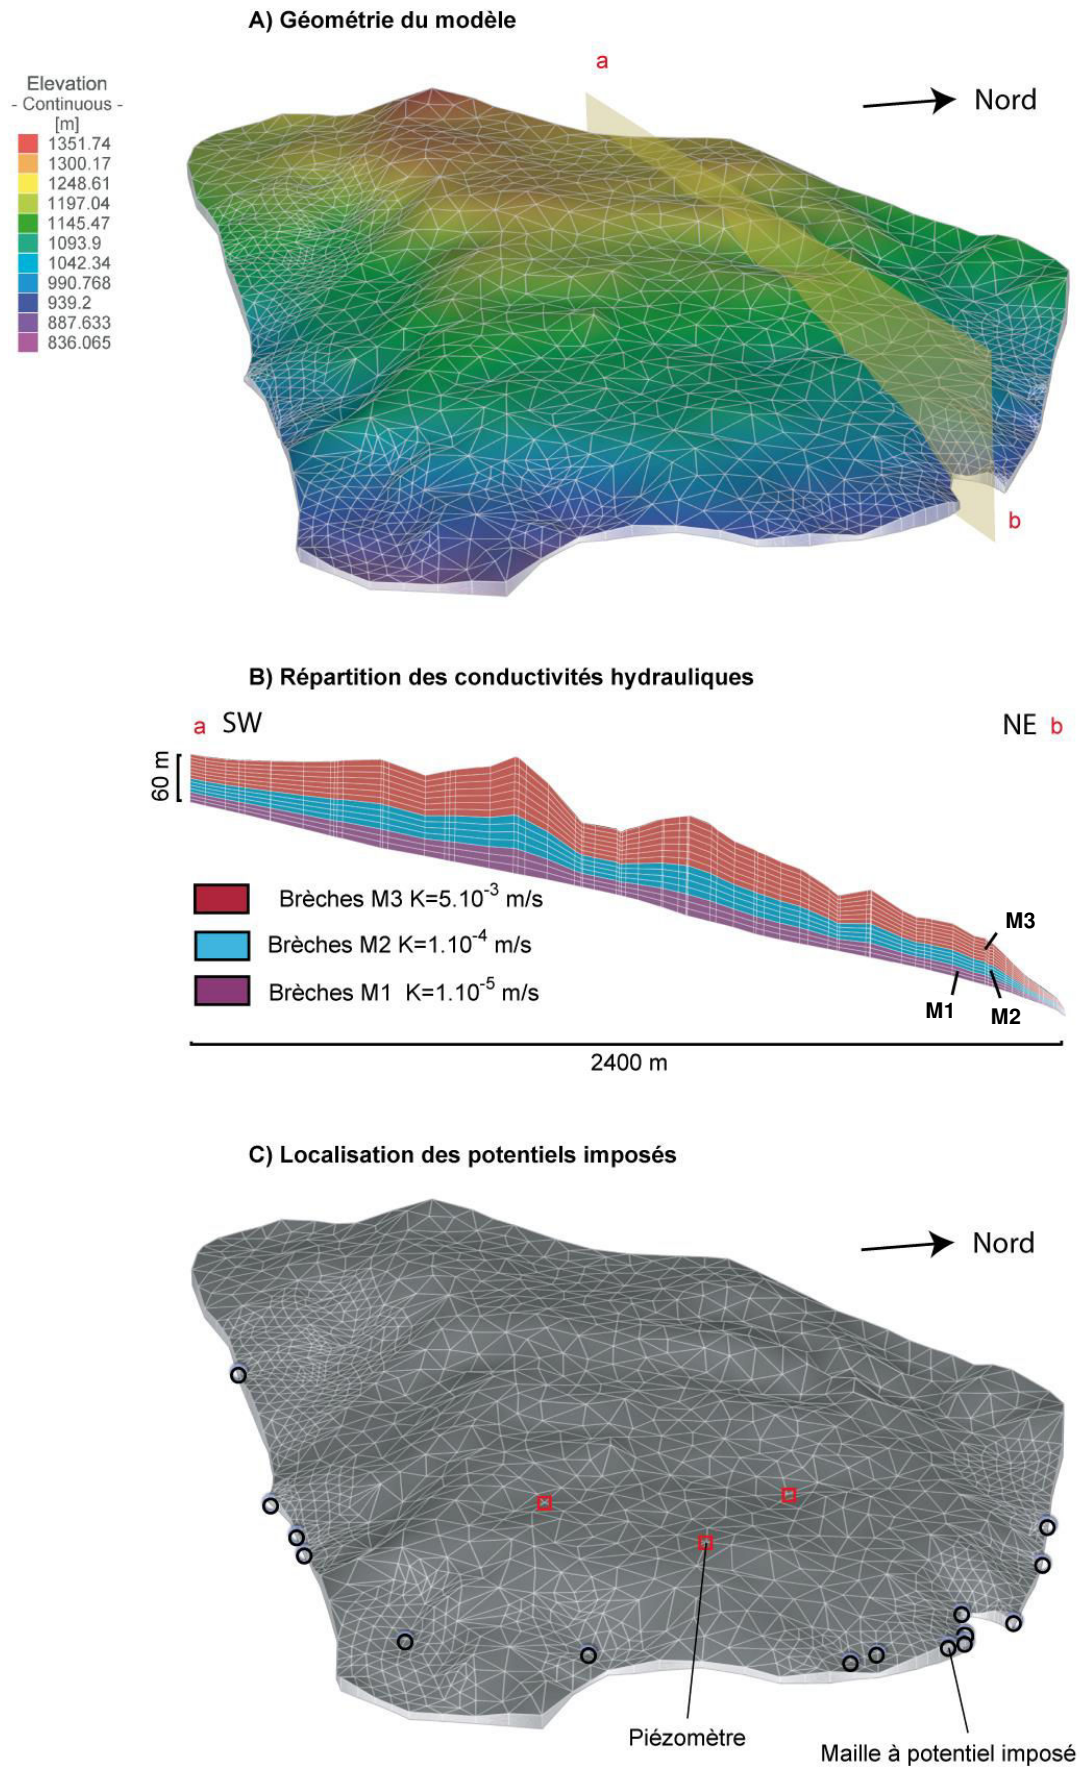 A) Géométrie du modèle
a
Elevation
- Continuous -
[m]
1351.74
1300.17
1248.61
1197.04
1145.47
1093.9
1042.34
990.768
939.2
887.633
836.065
Nord
b
B) Répartition des conductivités hydrauliques
a SW
NE b
60 m
Brèches M3 K=5.10⁻³ m/s
Brèches M2 K=1.10⁻⁴ m/s
Brèches M1 K=1.10⁻⁵ m/s
M3
M1
M2
2400 m
C) Localisation des potentiels imposés
Nord
Piézomètre
Maille à potentiel imposé